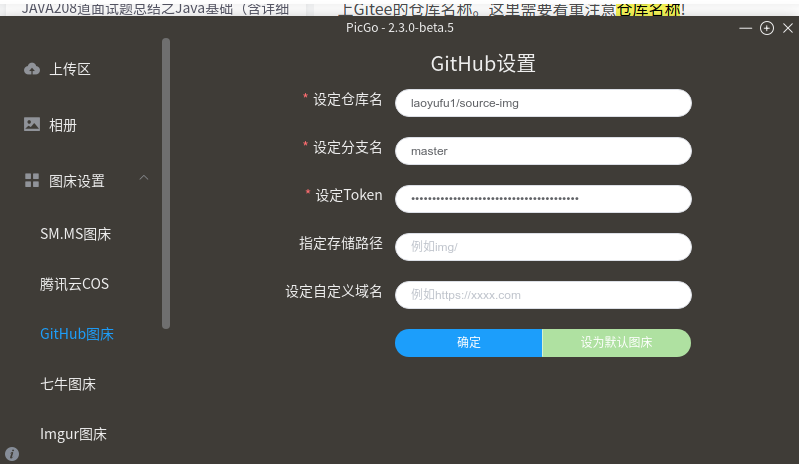 JAVA208道面试题总结之Java基础（含详细
上Gitee的仓库名称。这里需要着重注意仓库名称!
PicGo - 2.3.0-beta.5
上传区
相册
图床设置
SM.MS图床
腾讯云COS
GitHub图床
七牛图床
Imgur图床
GitHub设置
* 设定仓库名
laoyufu1/source-img
* 设定分支名
master
* 设定Token
••••••••••••••••••••••••••••••••••••••••
指定存储路径
例如img/
设定自定义域名
例如https://xxxx.com
确定
设为默认图床